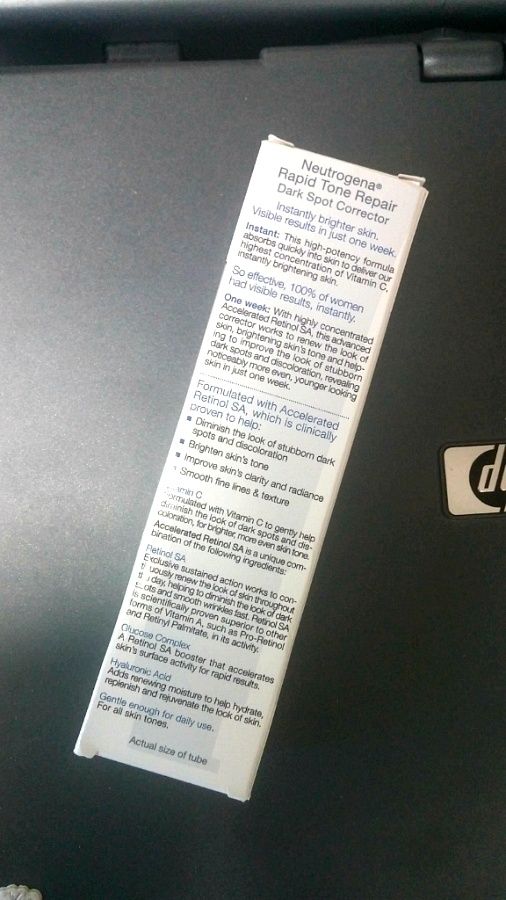 Neutrogena®
Rapid Tone Repair
Dark Spot Corrector
Instantly brighter skin.
Visible results in just one week.
Instant: This high-potency formula
absorbs quickly into skin to deliver our
highest concentration of Vitamin C,
instantly brightening skin.
So effective, 100% of women
had visible results, instantly.
One week: With highly concentrated
Accelerated Retinol SA, this advanced
corrector works to renew the look of
skin, brightening skin's tone and help-
ing to improve the look of stubborn
dark spots and discoloration, revealing
noticeably more even, younger looking
skin in just one week.
Formulated with Accelerated
Retinol SA, which is clinically
proven to help:
▪ Diminish the look of stubborn dark
spots and discoloration
▪ Brighten skin's tone
▪ Improve skin's clarity and radiance
▪ Smooth fine lines & texture
amin C
ormulated with Vitamin C to gently help
diminish the look of dark spots and dis-
coloration, for brighter, more even skin tone.
Accelerated Retinol SA is a unique com-
bination of the following ingredients:
Retinol SA
Exclusive sustained action works to con-
uously renew the look of skin throughout
day, helping to diminish the look of dark
ots and smooth wrinkles fast. Retinol SA
is scientifically proven superior to other
forms of Vitamin A, such as Pro-Retinol
and Retinyl Palmitate, in its activity.
Glucose Complex
A Retinol SA booster that accelerates
skin's surface activity for rapid results.
Hyaluronic Acid
Adds renewing moisture to help hydrate,
replenish and rejuvenate the look of skin.
Gentle enough for daily use.
For all skin tones.
Actual size of tube